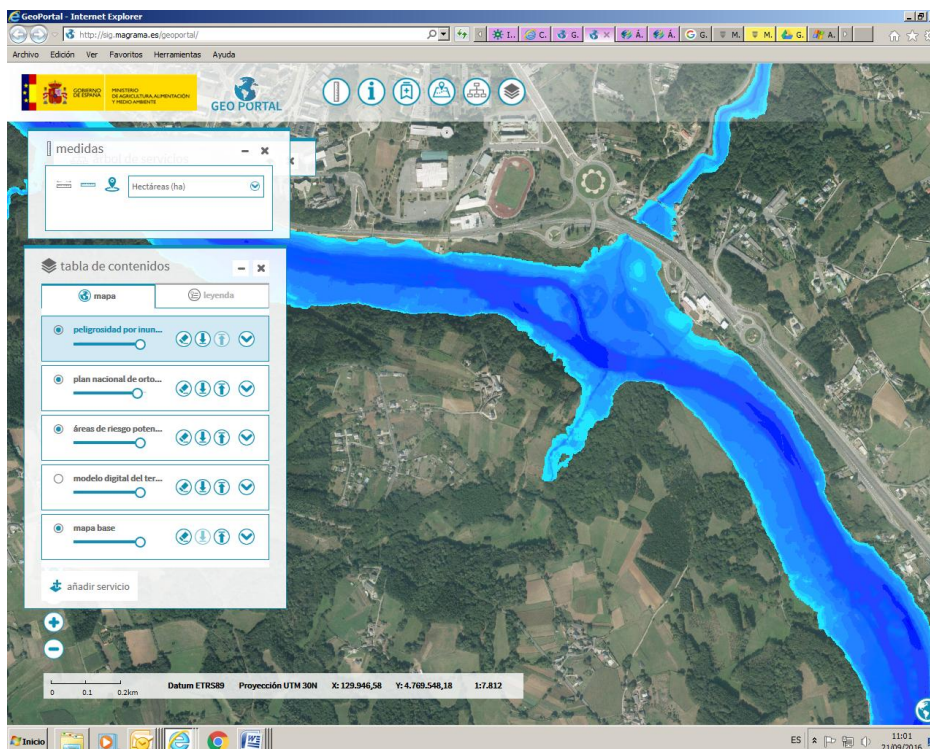 GeoPortal - Internet Explorer
http://sig.magrama.es/geoportal/
I.. C. G. Á. Á. G G. M. M. G. A.
Archivo Edición Ver Favoritos Herramientas Ayuda
GOBIERNO DE ESPAÑA
MINISTERIO DE AGRICULTURA, ALIMENTACIÓN Y MEDIO AMBIENTE
GEO PORTAL
medidas
Hectáreas (ha)
tabla de contenidos
mapa leyenda
peligrosidad por inun...
plan nacional de orto...
áreas de riesgo poten...
modelo digital del ter...
mapa base
añadir servicio
0 0.1 0.2km Datum ETRS89 Proyección UTM 30N X: 129.946,58 Y: 4.769.548,18 1:7.812
Inicio ES 11:01
21/09/2016